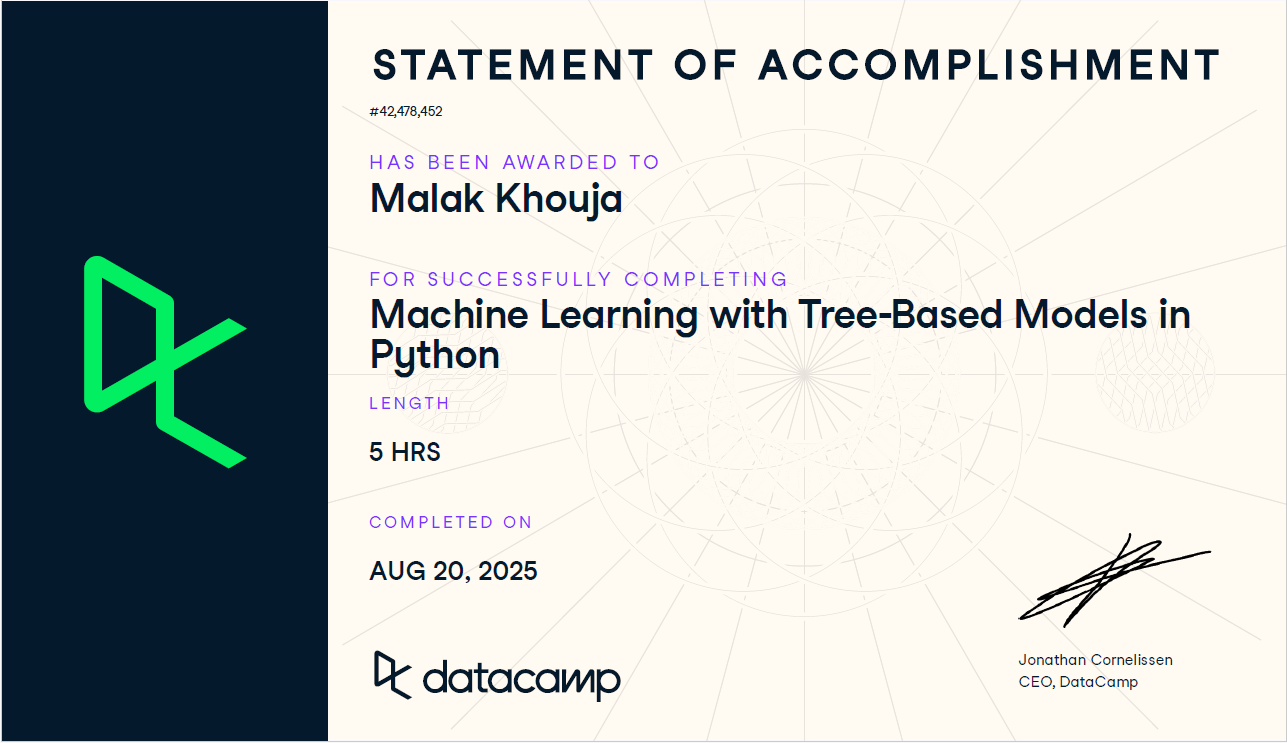 STATEMENT OF ACCOMPLISHMENT
#42,478,452
HAS BEEN AWARDED TO
Malak Khouja
FOR SUCCESSFULLY COMPLETING
Machine Learning with Tree-Based Models in
Python
LENGTH
5 HRS
COMPLETED ON
AUG 20, 2025
datacamp
Jonathan Cornelissen
CEO, DataCamp